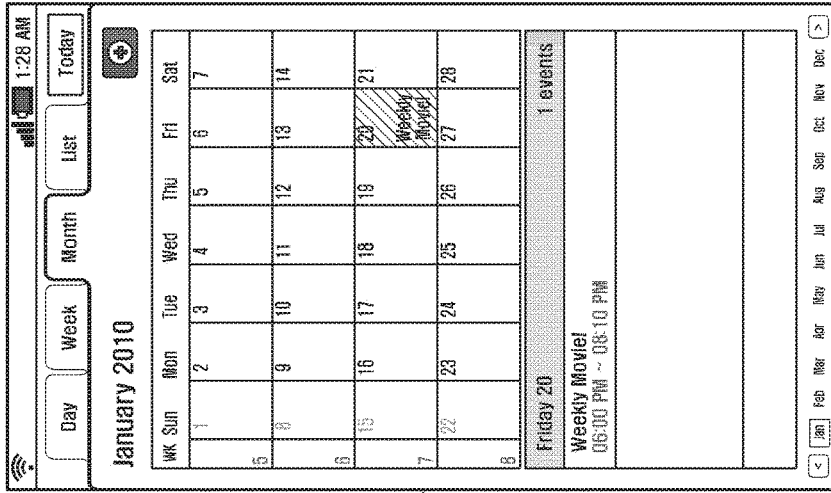 1:28 AM
Day Week Month List Today
January 2010
WK Sun Mon Tue Wed Thu Fri Sat
5 1 2 3 4 5 6 7
6 8 9 10 11 12 13 14
7 15 16 17 18 19 20 21
Weekly
Movie!
8 22 23 24 25 26 27 28
Friday 20 1 events
Weekly Movie!
06:00 PM ~ 08:10 PM
< Jan Feb Mar Apr May Jun Jul Aug Sep Oct Nov Dec >